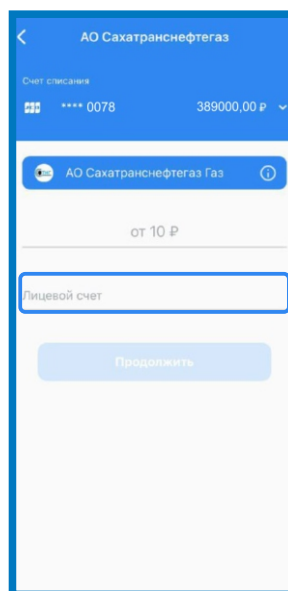 АО Сахатранснефтегаз
Счет списания
**** 0078 389000,00 ₽
АО Сахатранснефтегаз Газ
от 10 ₽
Лицевой счет
Продолжить